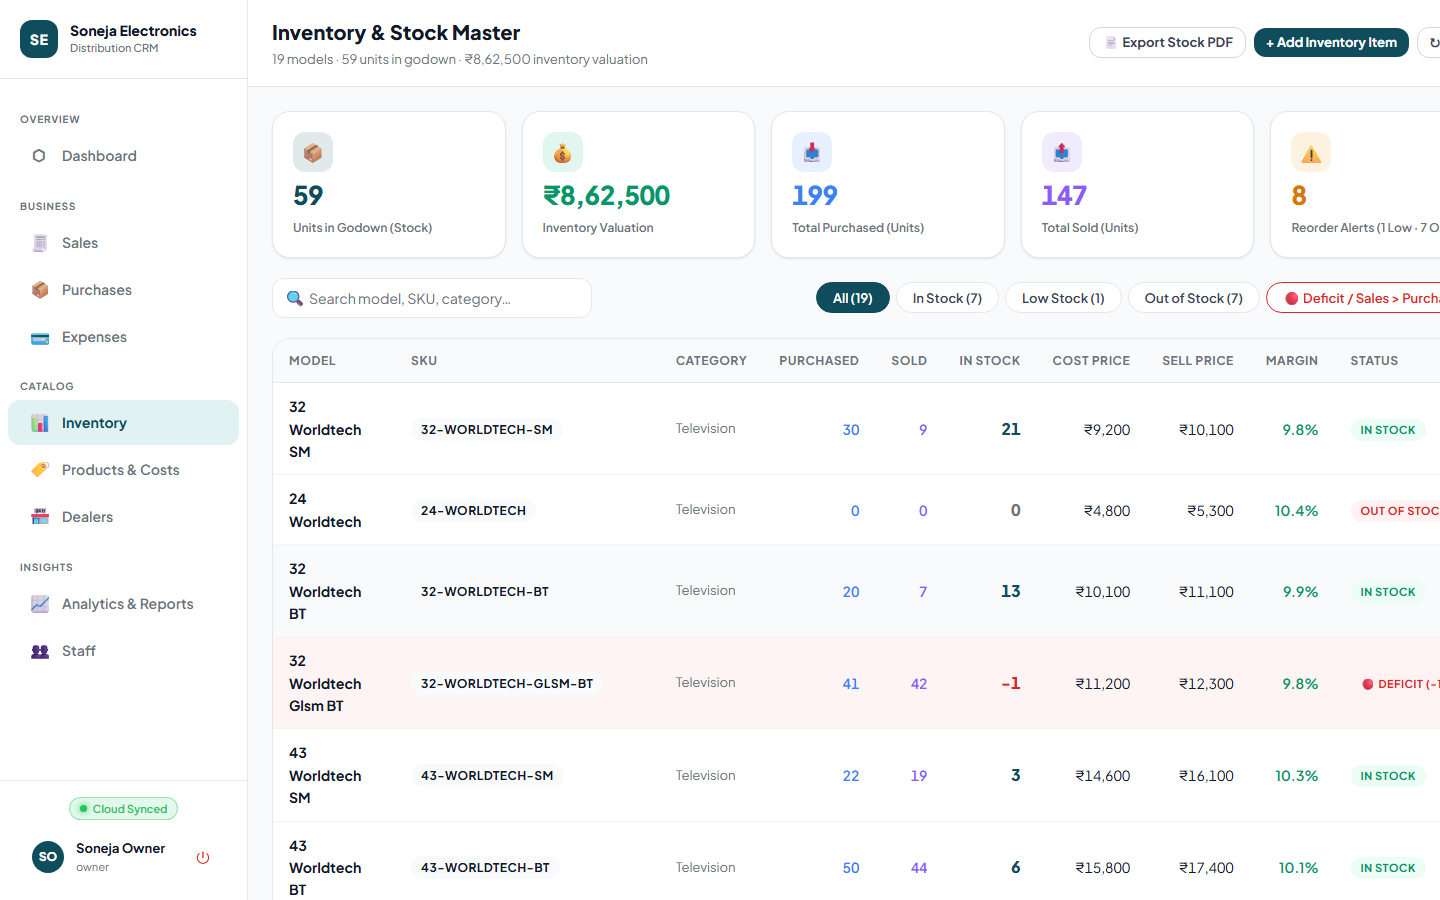 SE
Soneja Electronics
Distribution CRM
OVERVIEW
Dashboard
BUSINESS
Sales
Purchases
Expenses
CATALOG
Inventory
Products & Costs
Dealers
INSIGHTS
Analytics & Reports
Staff
Cloud Synced
SO
Soneja Owner
owner
Inventory & Stock Master
19 models · 59 units in godown · ₹8,62,500 inventory valuation
Export Stock PDF
+ Add Inventory Item
59
Units in Godown (Stock)
₹8,62,500
Inventory Valuation
199
Total Purchased (Units)
147
Total Sold (Units)
8
Reorder Alerts (1 Low · 7 O
Search model, SKU, category...
All (19)
In Stock (7)
Low Stock (1)
Out of Stock (7)
Deficit / Sales > Purcha
MODEL SKU CATEGORY PURCHASED SOLD IN STOCK COST PRICE SELL PRICE MARGIN STATUS
32
Worldtech
SM
32-WORLDTECH-SM Television 30 9 21 ₹9,200 ₹10,100 9.8% IN STOCK
24
Worldtech
24-WORLDTECH Television 0 0 0 ₹4,800 ₹5,300 10.4% OUT OF STOC
32
Worldtech
BT
32-WORLDTECH-BT Television 20 7 13 ₹10,100 ₹11,100 9.9% IN STOCK
32
Worldtech
Glsm BT
32-WORLDTECH-GLSM-BT Television 41 42 -1 ₹11,200 ₹12,300 9.8% DEFICIT (-1
43
Worldtech
SM
43-WORLDTECH-SM Television 22 19 3 ₹14,600 ₹16,100 10.3% IN STOCK
43
Worldtech
BT
43-WORLDTECH-BT Television 50 44 6 ₹15,800 ₹17,400 10.1% IN STOCK